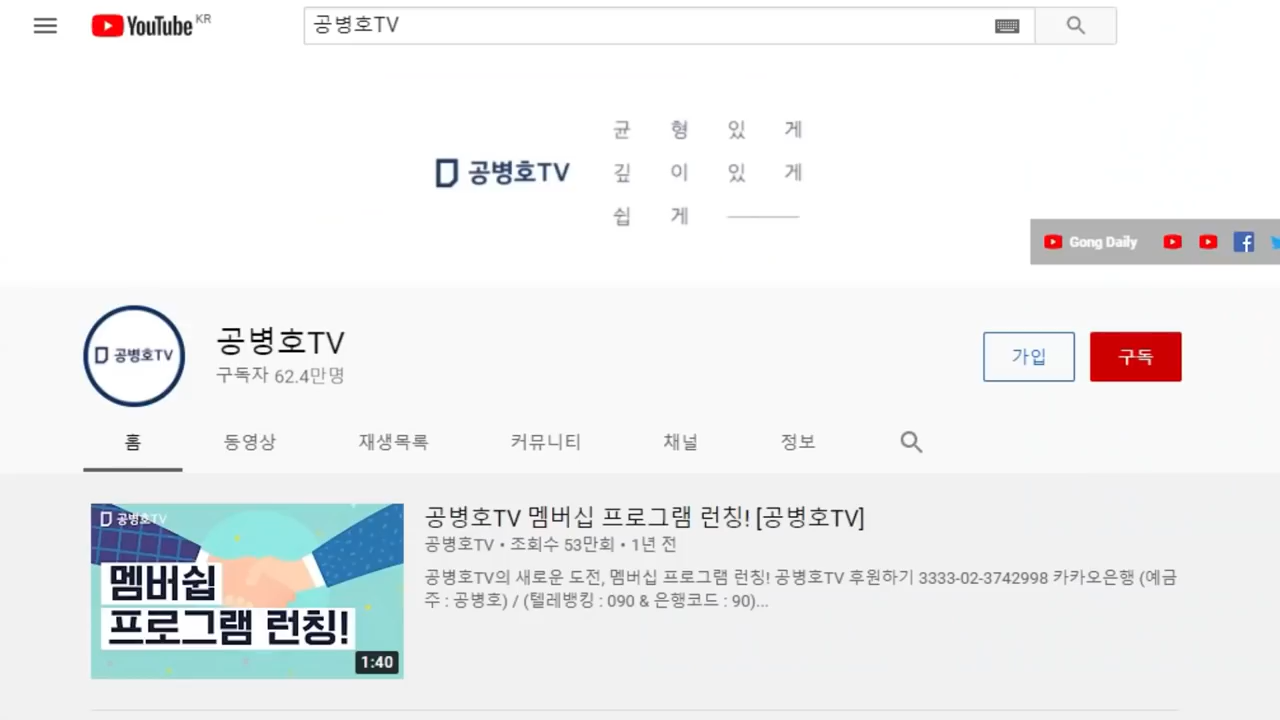 YouTube KR
공병호TV
균 형 있 게
공병호TV
깊 이 있 게
쉽 게
Gong Daily
공병호TV
공병호TV
구독자 62.4만명
가입
구독
홈
동영상
재생목록
커뮤니티
채널
정보
공병호TV
멤버쉽
프로그램 런칭!
1:40
공병호TV 멤버십 프로그램 런칭! [공병호TV]
공병호TV • 조회수 53만회 • 1년 전
공병호TV의 새로운 도전, 멤버십 프로그램 런칭! 공병호TV 후원하기 3333-02-3742998 카카오은행 (예금
주 : 공병호) / (텔레뱅킹 : 090 & 은행코드 : 90)...